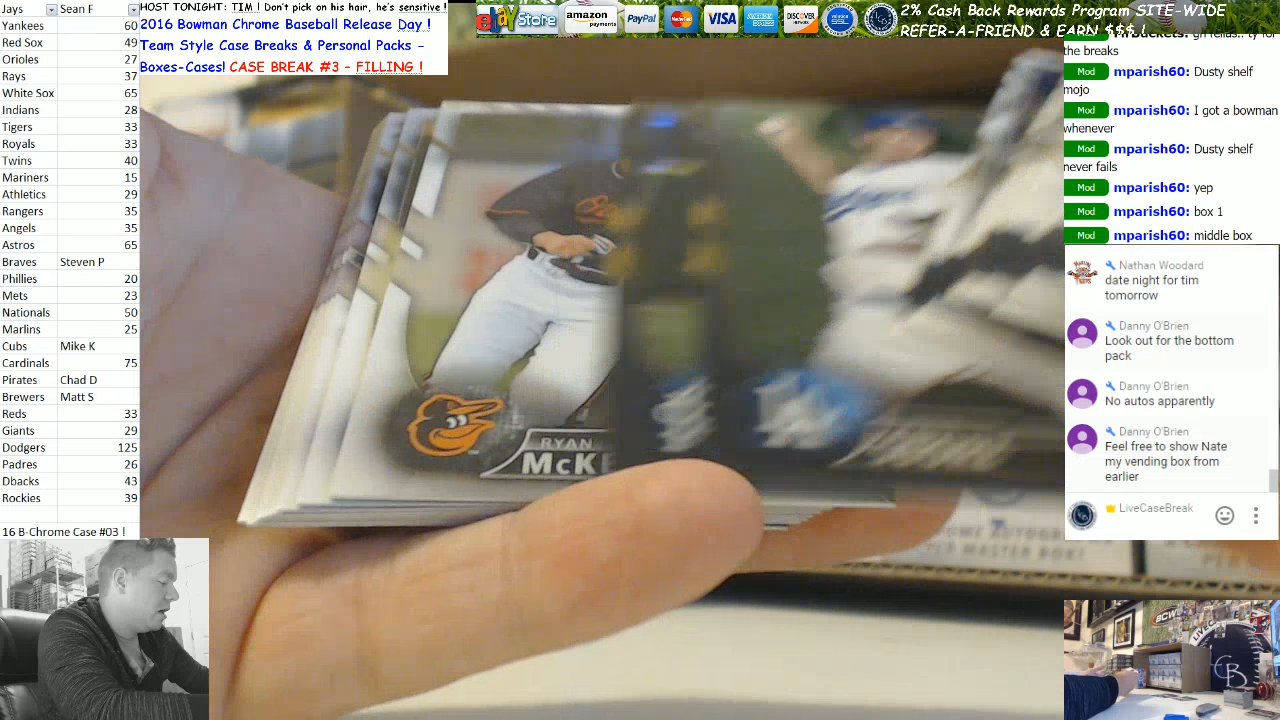 Jays Sean F
Yankees 60
Red Sox 49
Orioles 27
Rays 37
White Sox 65
Indians 28
Tigers 33
Royals 33
Twins 40
Mariners 15
Athletics 29
Rangers 35
Angels 35
Astros 65
Braves Steven P
Phillies 20
Mets 23
Nationals 50
Marlins 25
Cubs Mike K
Cardinals 75
Pirates Chad D
Brewers Matt S
Reds 33
Giants 29
Dodgers 125
Padres 26
Dbacks 43
Rockies 39
16 B-Chrome Case #03 !
HOST TONIGHT: TIM ! Don't pick on his hair, he's sensitive !
2016 Bowman Chrome Baseball Release Day !
Team Style Case Breaks & Personal Packs -
Boxes-Cases! CASE BREAK #3 - FILLING !
ebay Store
amazon
payments
PayPal
MasterCard
VISA
DISCOVER
2% Cash Back Rewards Program SITE-WIDE
REFER-A-FRIEND & EARN $$$ !
the breaks
Mod mparish60: Dusty shelf
mojo
Mod mparish60: I got a bowman
whenever
Mod mparish60: Dusty shelf
never fails
Mod mparish60: yep
Mod mparish60: box 1
Mod mparish60: middle box
Nathan Woodard
date night for tim
tomorrow
Danny O'Brien
Look out for the bottom
pack
Danny O'Brien
No autos apparently
Danny O'Brien
Feel free to show Nate
my vending box from
earlier
LiveCaseBreak
RYAN
McK
BCW